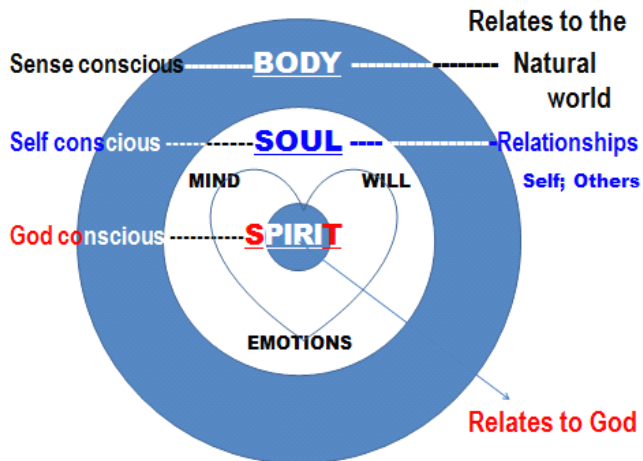 Relates to the
Sense conscious BODY Natural
world
Self conscious SOUL Relationships
MIND WILL Self; Others
God conscious SPIRIT
EMOTIONS
Relates to God